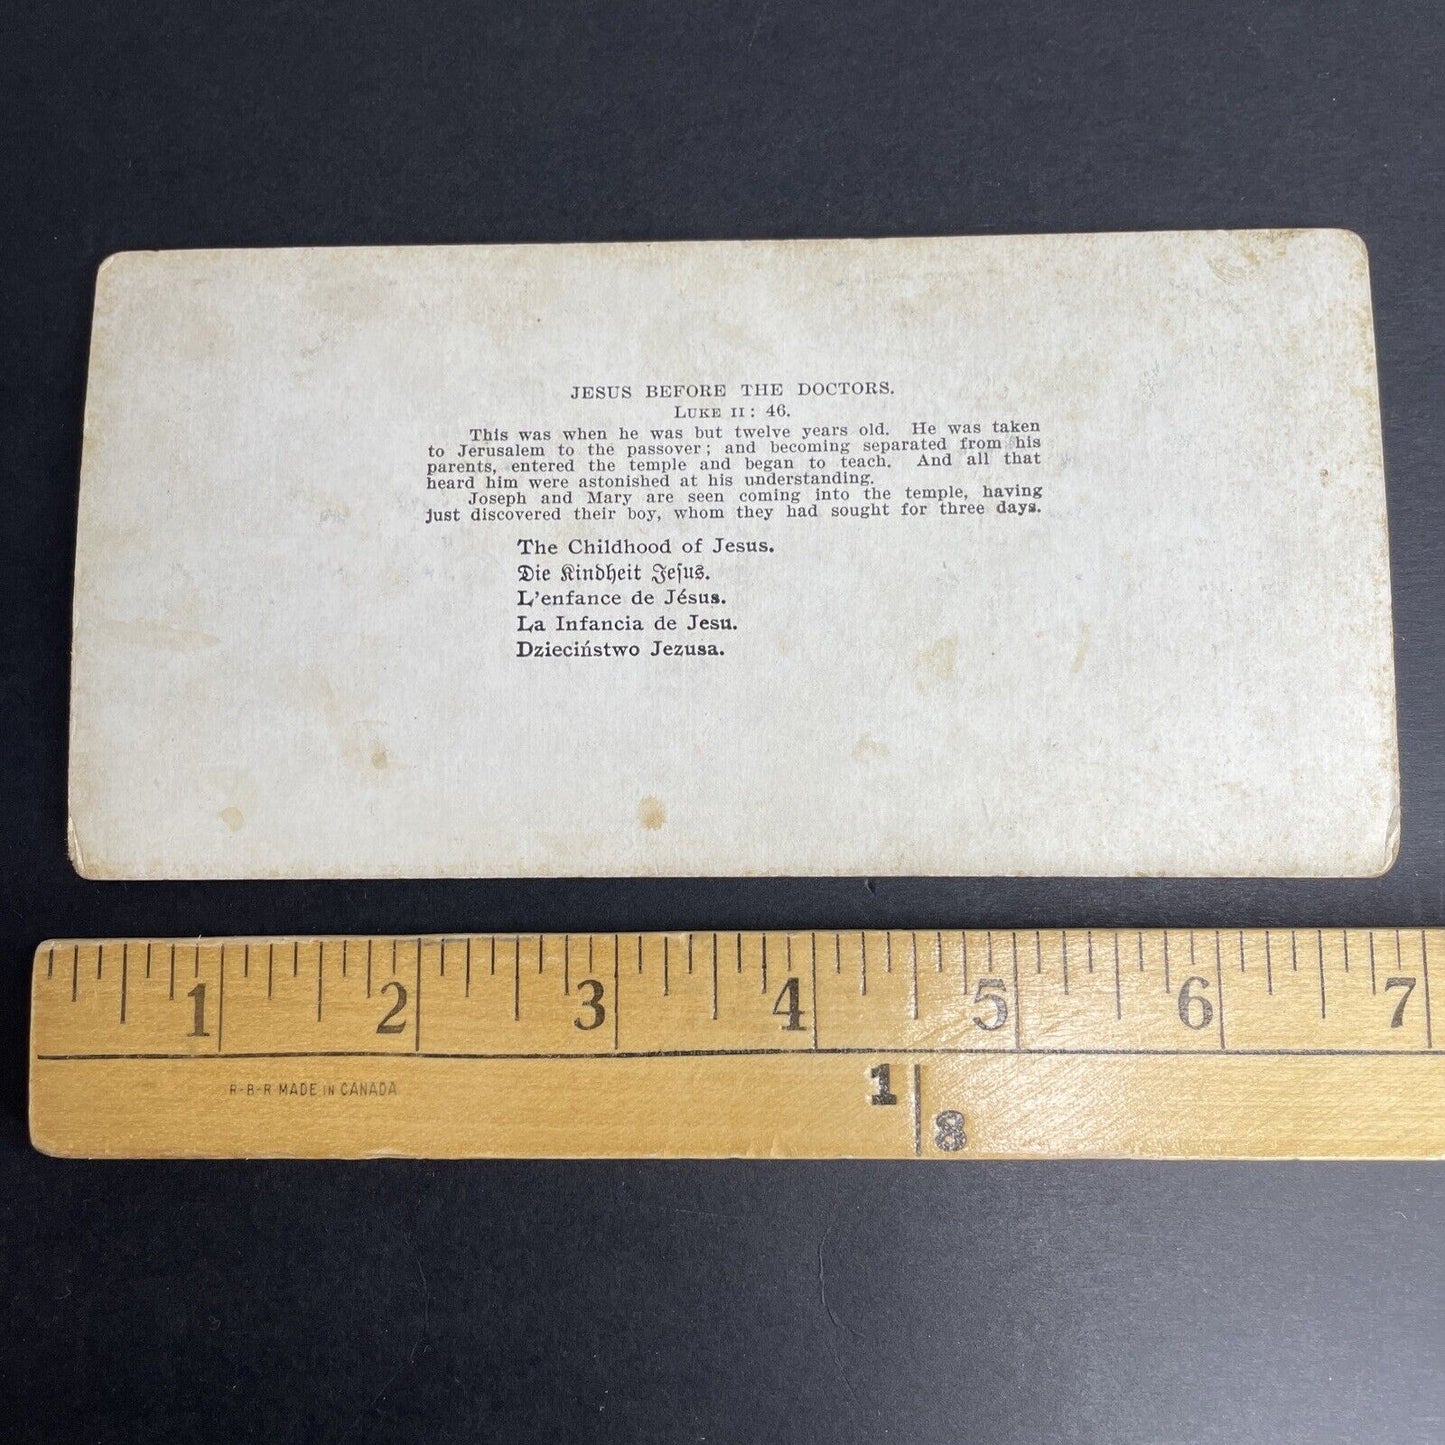 JESUS BEFORE THE DOCTORS.
LUKE II: 46.
This was when he was but twelve years old. He was taken
to Jerusalem to the passover; and becoming separated from his
parents, entered the temple and began to teach. And all that
heard him were astonished at his understanding.
Joseph and Mary are seen coming into the temple, having
just discovered their boy, whom they had sought for three days.
The Childhood of Jesus.
Die Kindheit Jesus.
L'enfance de Jésus.
La Infancia de Jesu.
Dzieciństwo Jezusa.
1 2 3 4 5 6 7
R-B-R MADE IN CANADA
1
8